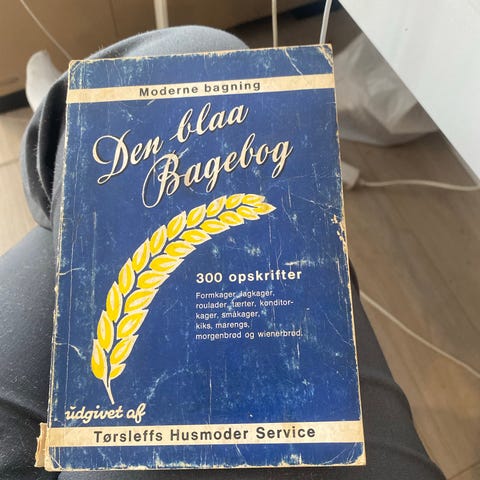 Moderne bagning
Den blaa
Bagebog
300 opskrifter
Formkager, lagkager,
roulader, tærter, konditor-
kager, småkager,
kiks, marengs,
morgenbrød og wienerbrød.
udgivet af
Tørsleffs Husmoder Service